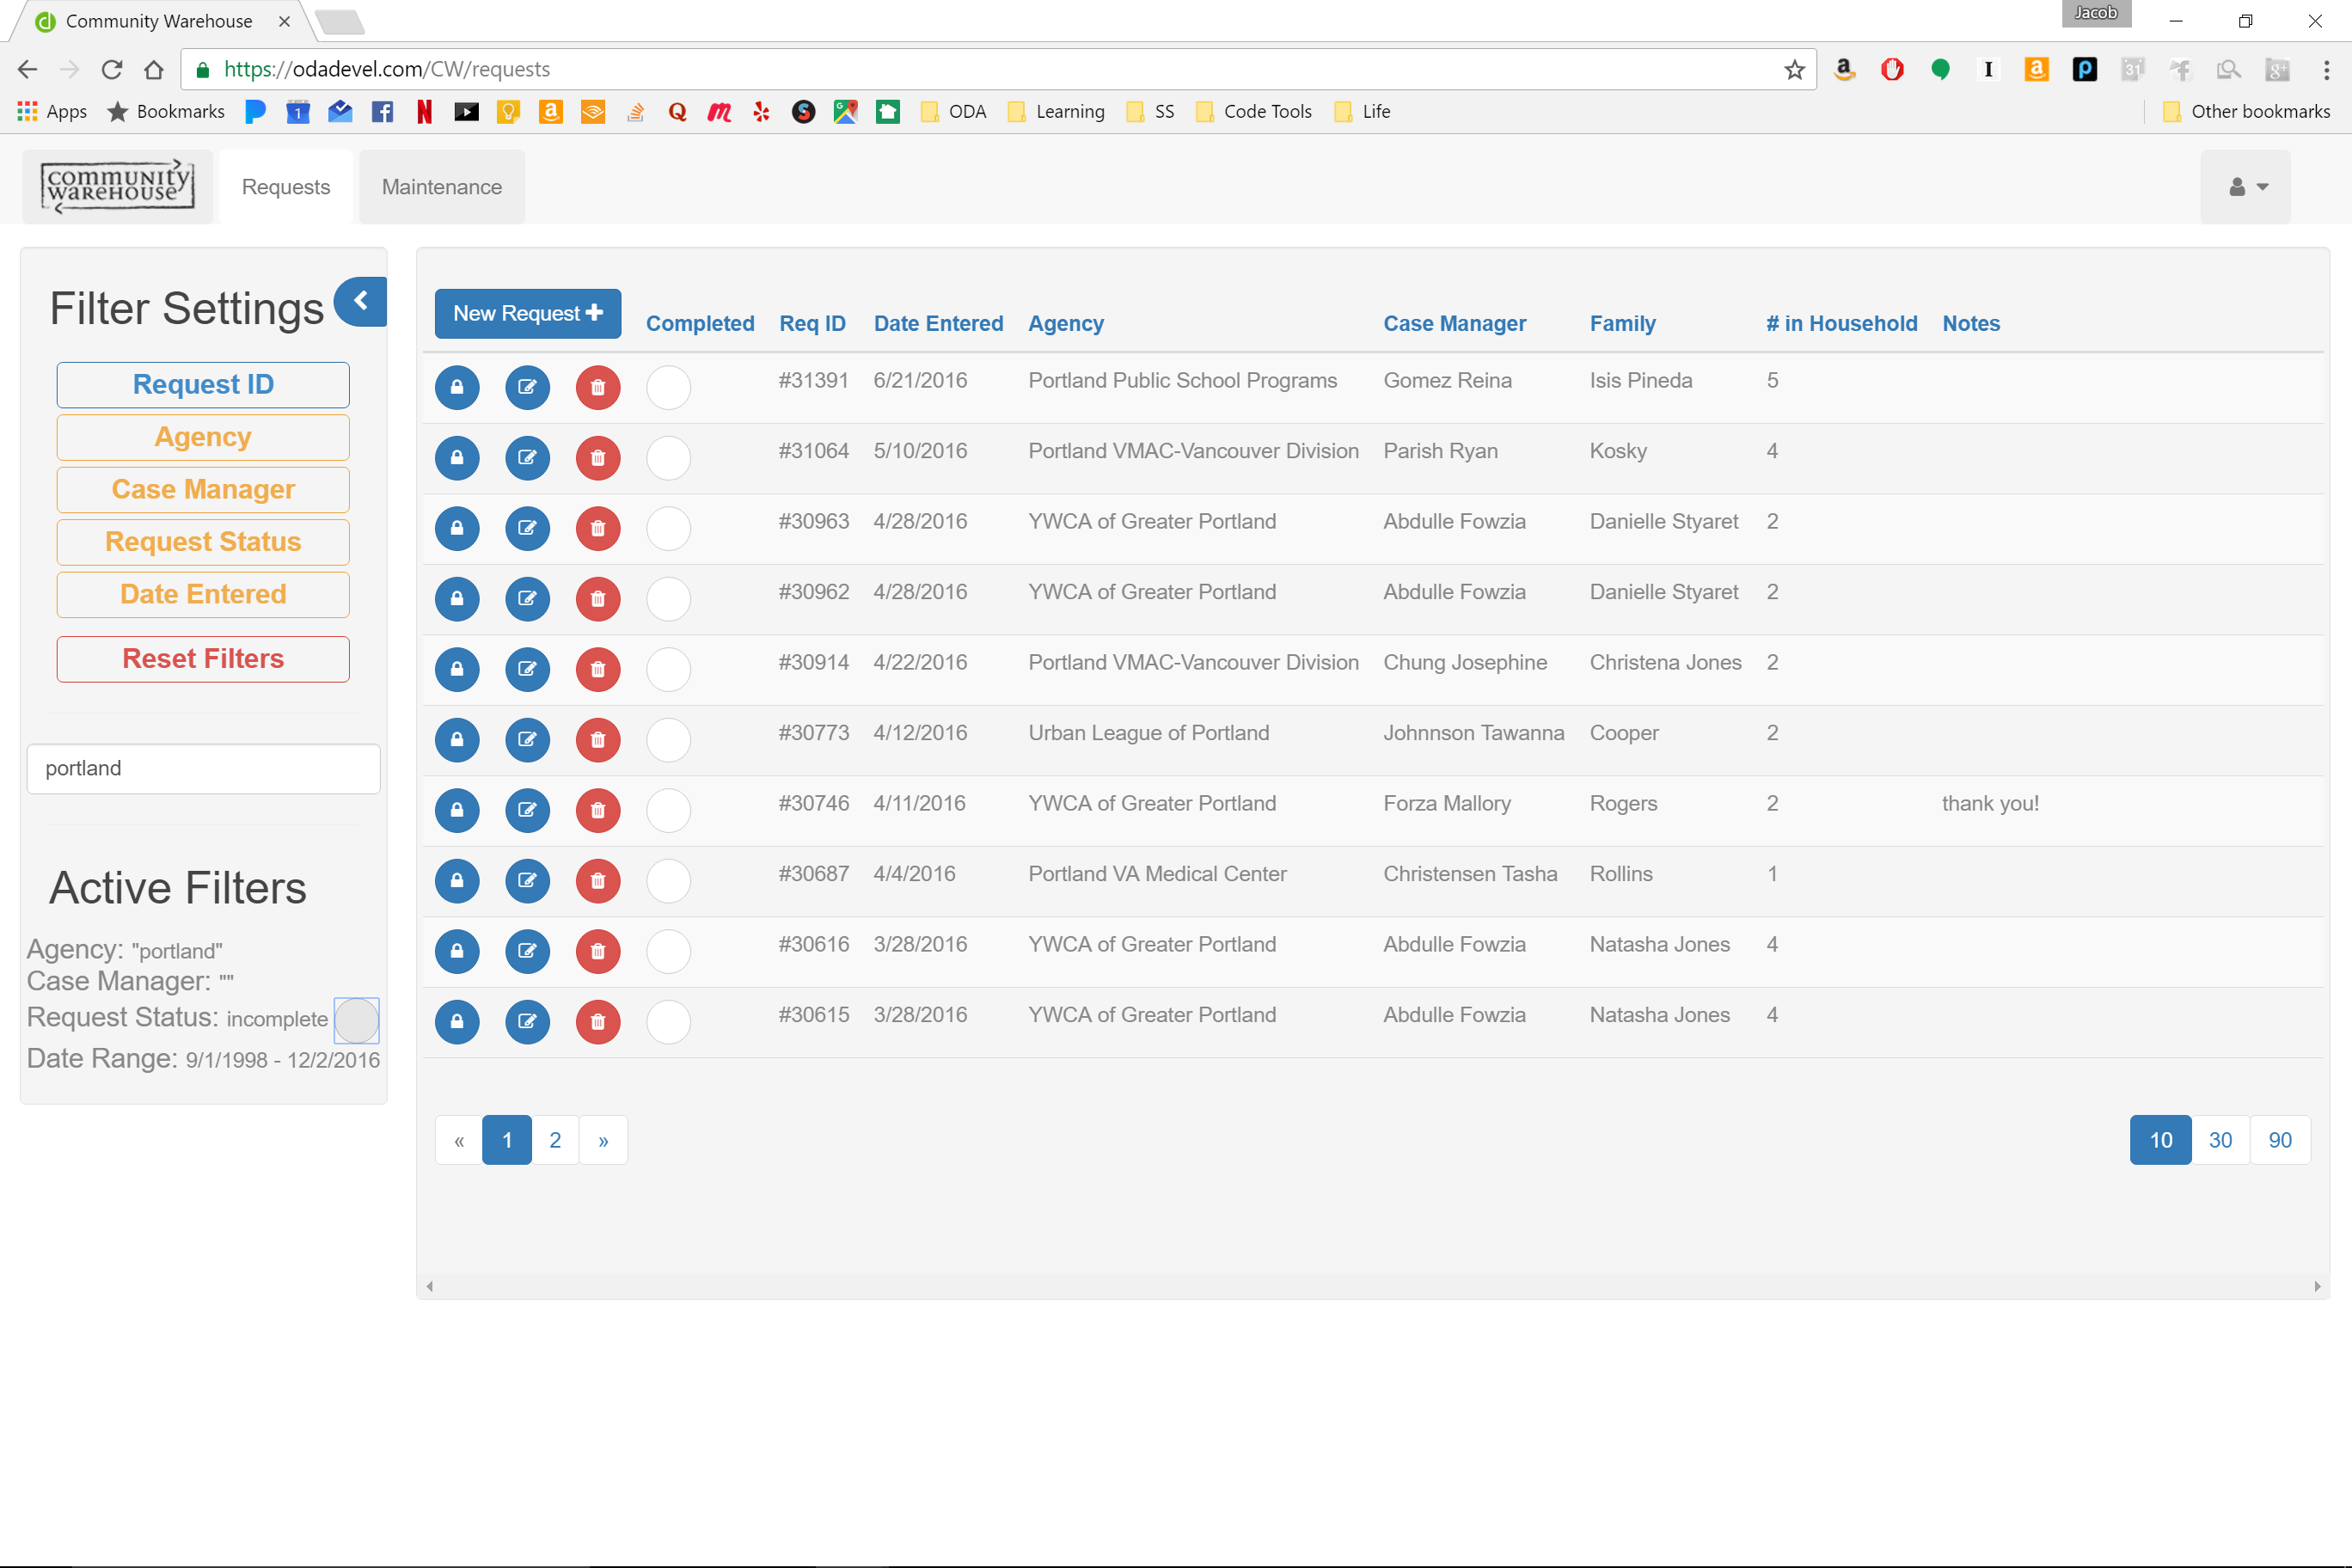 Community Warehouse
Jacob
https://odadevel.com/CW/requests
Apps Bookmarks ODA Learning SS Code Tools Life Other bookmarks
community
WAREHOUSE
Requests Maintenance
Filter Settings
Request ID
Agency
Case Manager
Request Status
Date Entered
Reset Filters
portland
Active Filters
Agency: "portland"
Case Manager: ""
Request Status: incomplete
Date Range: 9/1/1998 - 12/2/2016
New Request Completed Req ID Date Entered Agency Case Manager Family # in Household Notes
#31391 6/21/2016 Portland Public School Programs Gomez Reina Isis Pineda 5
#31064 5/10/2016 Portland VMAC-Vancouver Division Parish Ryan Kosky 4
#30963 4/28/2016 YWCA of Greater Portland Abdulle Fowzia Danielle Styaret 2
#30962 4/28/2016 YWCA of Greater Portland Abdulle Fowzia Danielle Styaret 2
#30914 4/22/2016 Portland VMAC-Vancouver Division Chung Josephine Christena Jones 2
#30773 4/12/2016 Urban League of Portland Johnnson Tawanna Cooper 2
#30746 4/11/2016 YWCA of Greater Portland Forza Mallory Rogers 2 thank you!
#30687 4/4/2016 Portland VA Medical Center Christensen Tasha Rollins 1
#30616 3/28/2016 YWCA of Greater Portland Abdulle Fowzia Natasha Jones 4
#30615 3/28/2016 YWCA of Greater Portland Abdulle Fowzia Natasha Jones 4
« 1 2 » 10 30 90